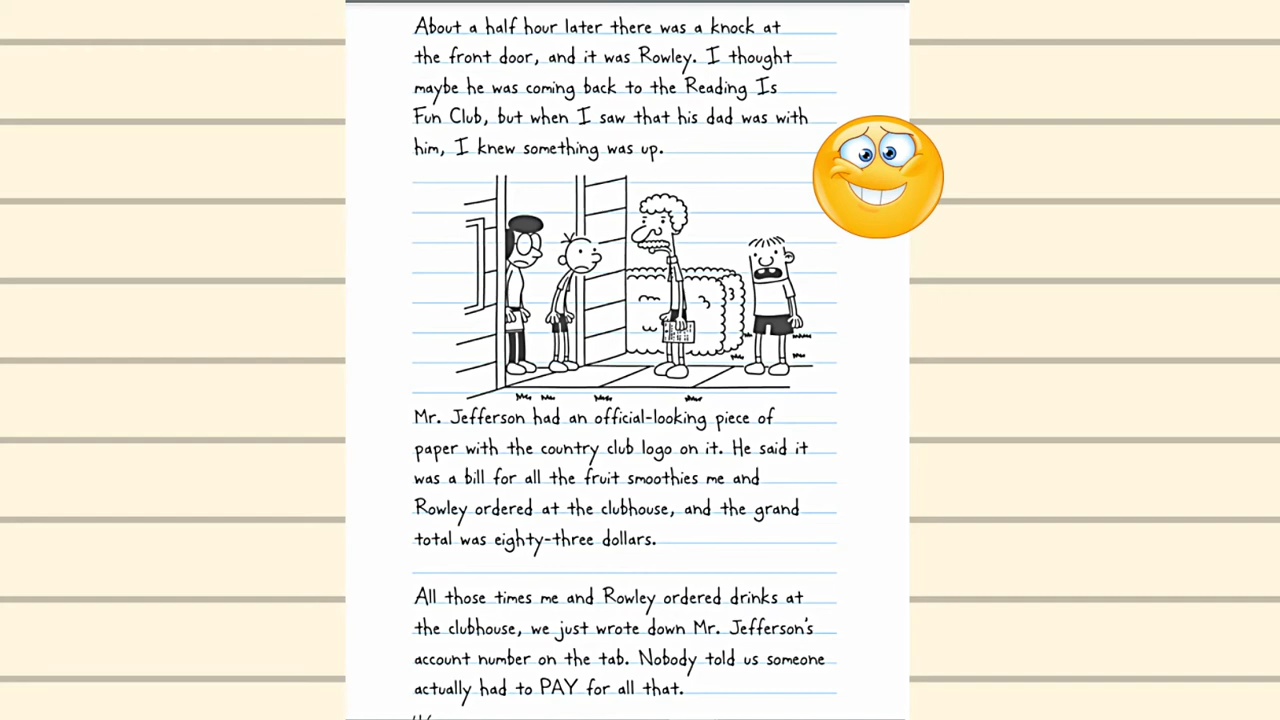 About a half hour later there was a knock at
the front door, and it was Rowley. I thought
maybe he was coming back to the Reading Is
Fun Club, but when I saw that his dad was with
him, I knew something was up.
Mr. Jefferson had an official-looking piece of
paper with the country club logo on it. He said it
was a bill for all the fruit smoothies me and
Rowley ordered at the clubhouse, and the grand
total was eighty-three dollars.
All those times me and Rowley ordered drinks at
the clubhouse, we just wrote down Mr. Jefferson's
account number on the tab. Nobody told us someone
actually had to PAY for all that.